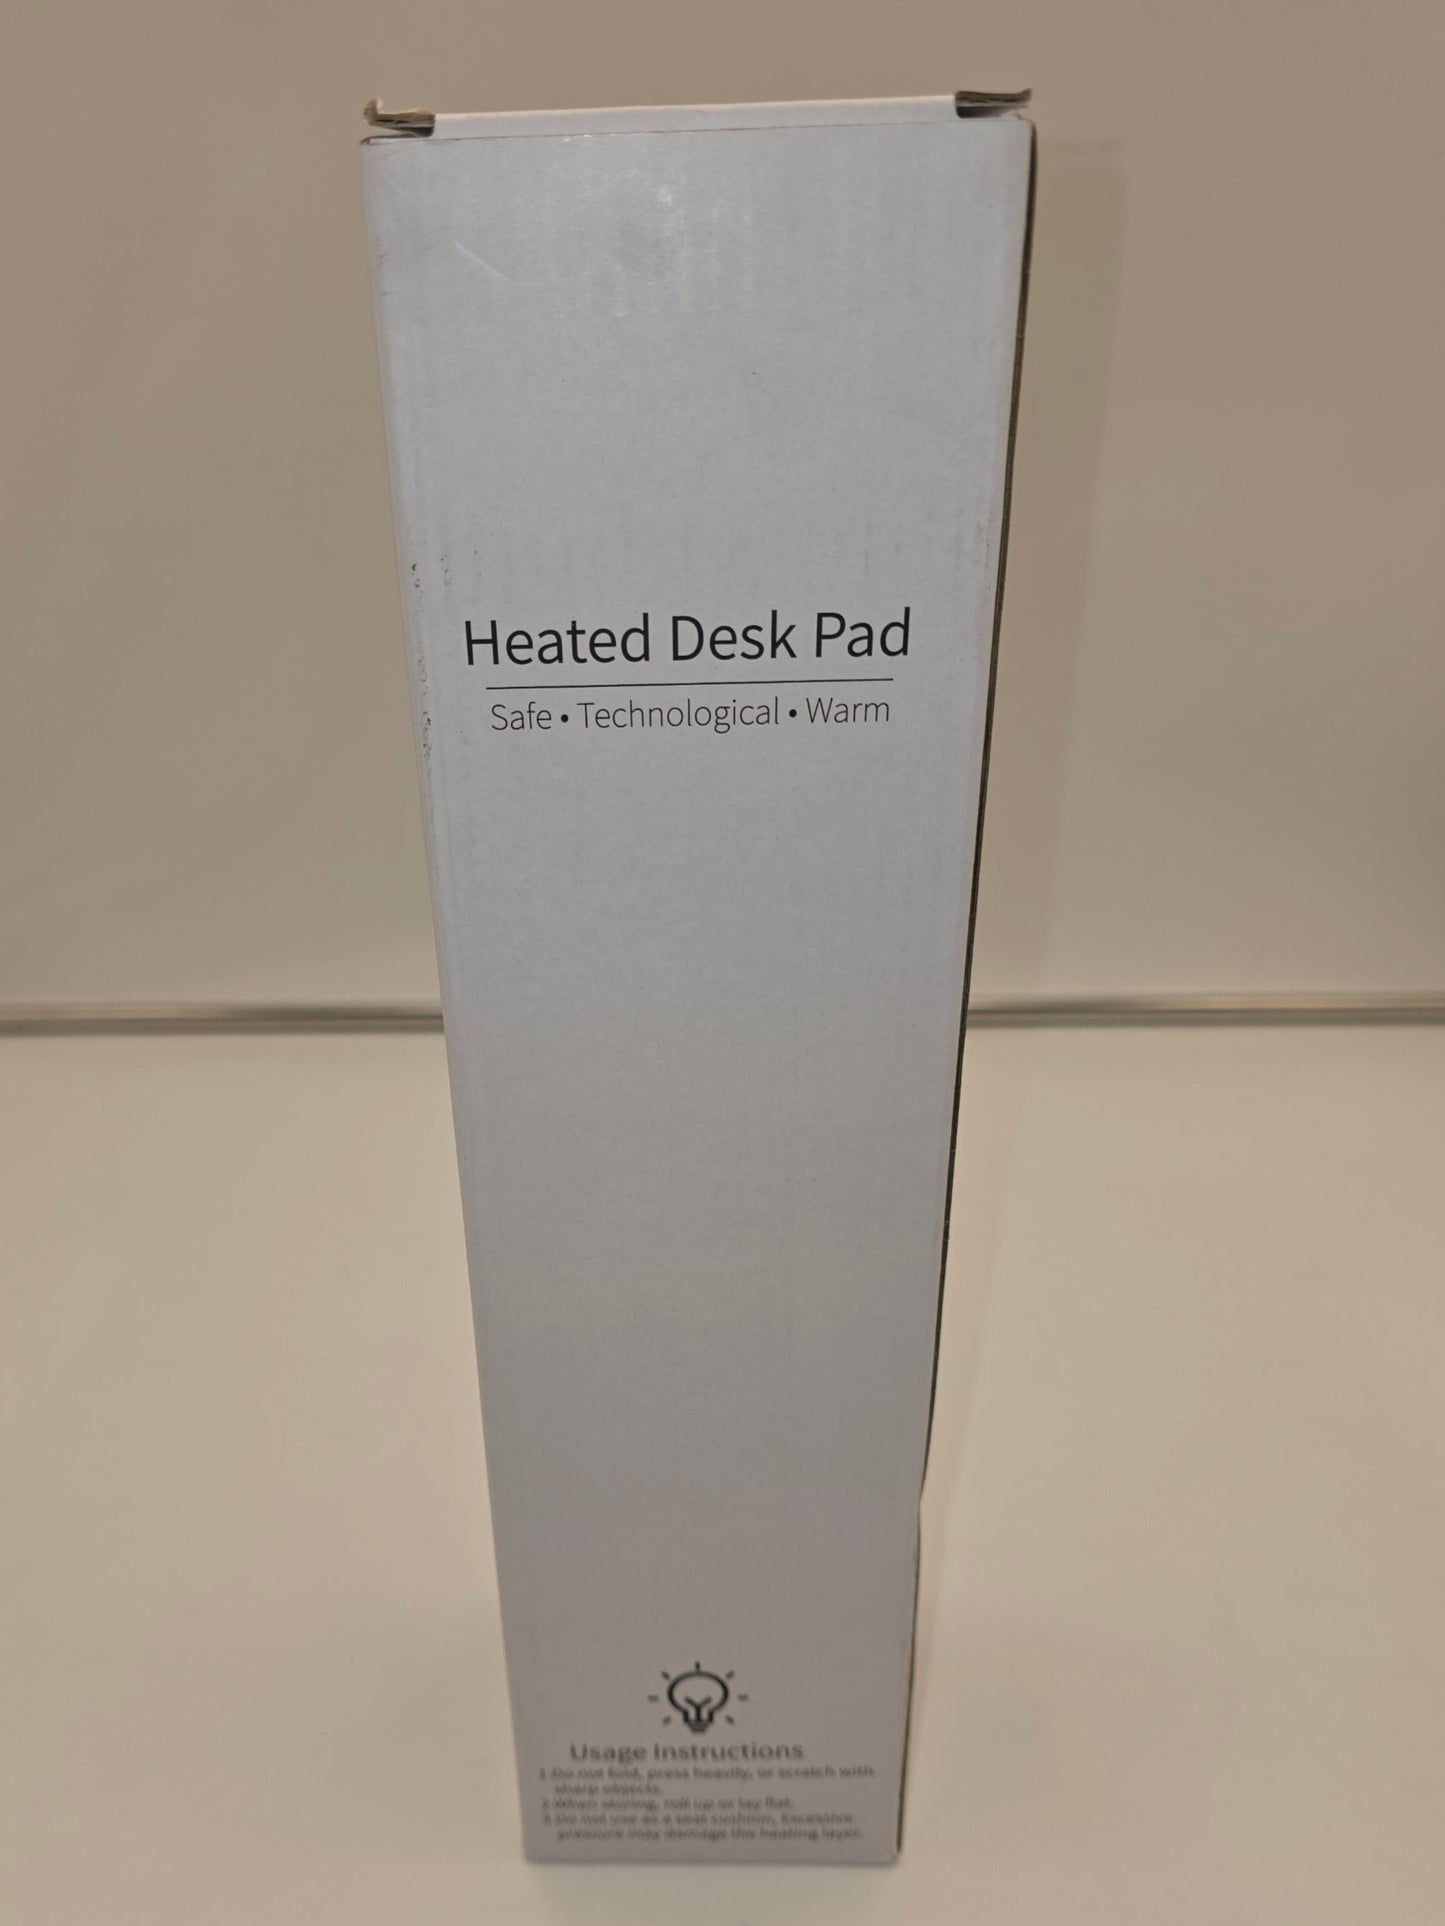 Heated Desk Pad
Safe • Technological • Warm
Usage Instructions
1.Do not fold, press heavily, or scratch with
sharp objects.
2.When storing, roll up or lay flat.
3.Do not use as a seat cushion, Excessive
pressure may damage the heating layer.